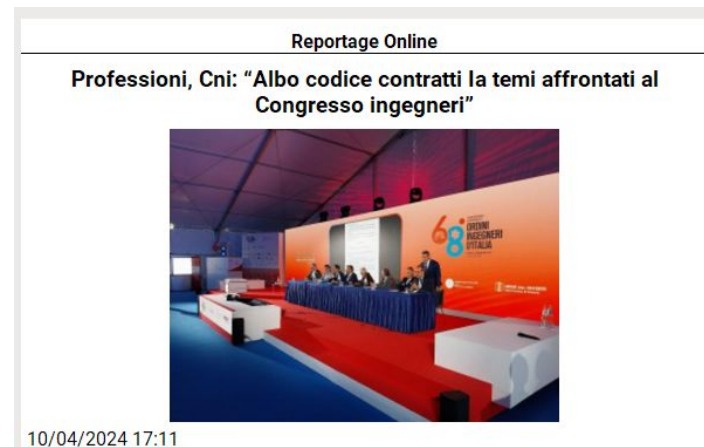 Reportage Online
Professioni, Cni: “Albo codice contratti Ia temi affrontati al
Congresso ingegneri”
68°
ORDINI
INGEGNERI
D'ITALIA
10/04/2024 17:11